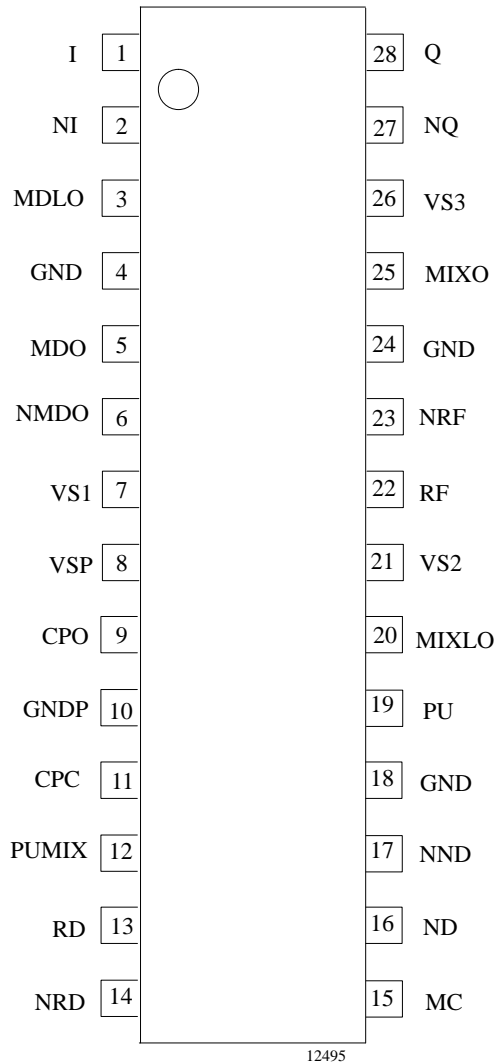 I 1 28 Q
NI 2 27 NQ
MDLO 3 26 VS3
GND 4 25 MIXO
MDO 5 24 GND
NMDO 6 23 NRF
VS1 7 22 RF
VSP 8 21 VS2
CPO 9 20 MIXLO
GNDP 10 19 PU
CPC 11 18 GND
PUMIX 12 17 NND
RD 13 16 ND
NRD 14 15 MC
12495